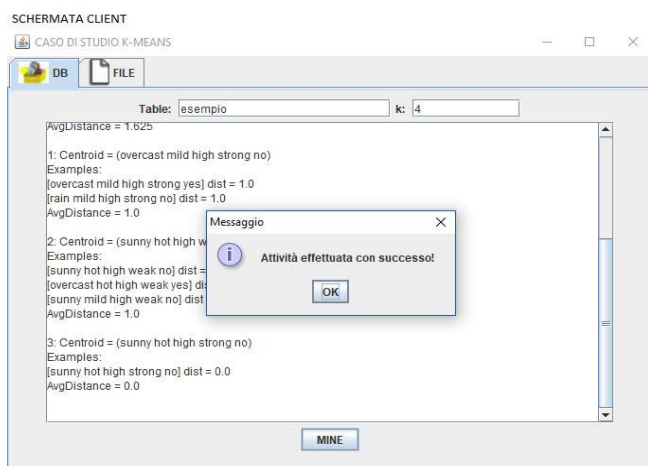 SCHERMATA CLIENT
CASO DI STUDIO K-MEANS
DB FILE
Table: esempio k: 4
AvgDistance = 1.625
1: Centroid = (overcast mild high strong no)
Examples:
[overcast mild high strong yes] dist = 1.0
[rain mild high strong no] dist = 1.0
AvgDistance = 1.0
Messaggio
2: Centroid = (sunny hot high w
Attività effettuata con successo!
Examples:
[sunny hot high weak no] dist =
[overcast hot high weak yes] di
OK
[sunny mild high weak no] dist
AvgDistance = 1.0
3: Centroid = (sunny hot high strong no)
Examples:
[sunny hot high strong no] dist = 0.0
AvgDistance = 0.0
MINE